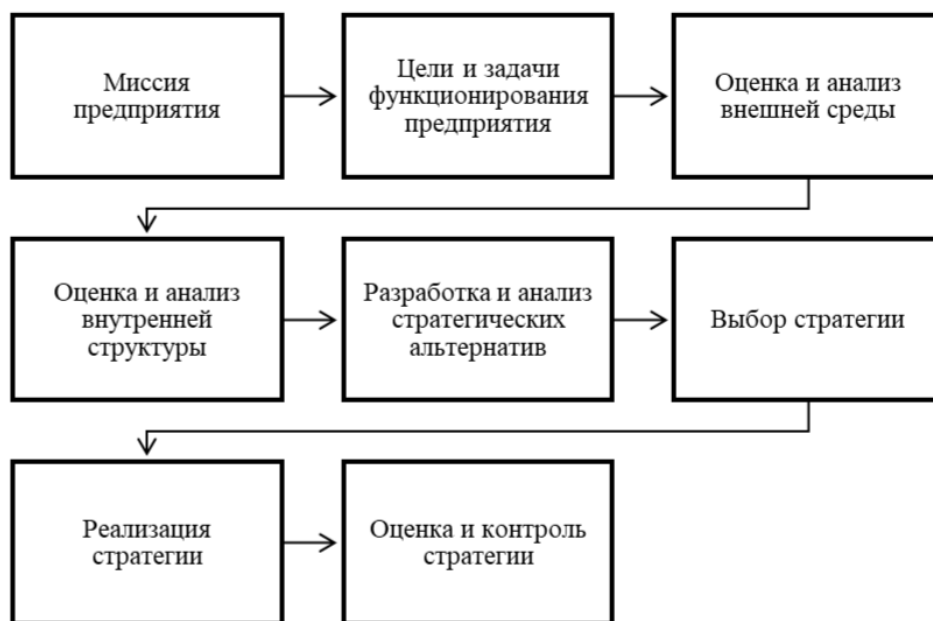 Миссия
предприятия
Цели и задачи
функционирования
предприятия
Оценка и анализ
внешней среды
Оценка и анализ
внутренней
структуры
Разработка и анализ
стратегических
альтернатив
Выбор стратегии
Реализация
стратегии
Оценка и контроль
стратегии